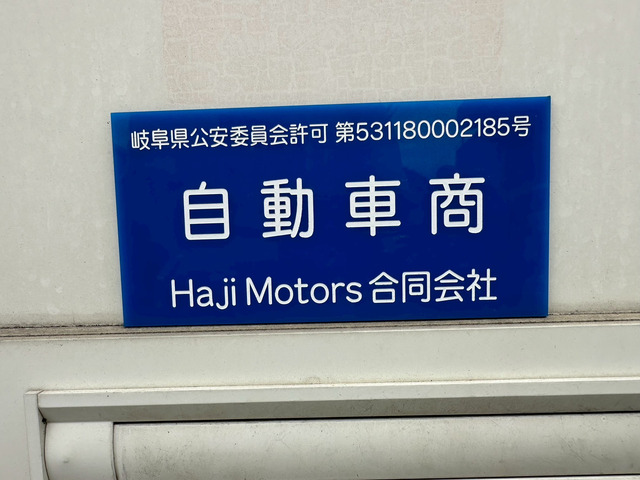 岐阜県公安委員会許可 第531180002185号
自動車商
Haji Motors 合同会社